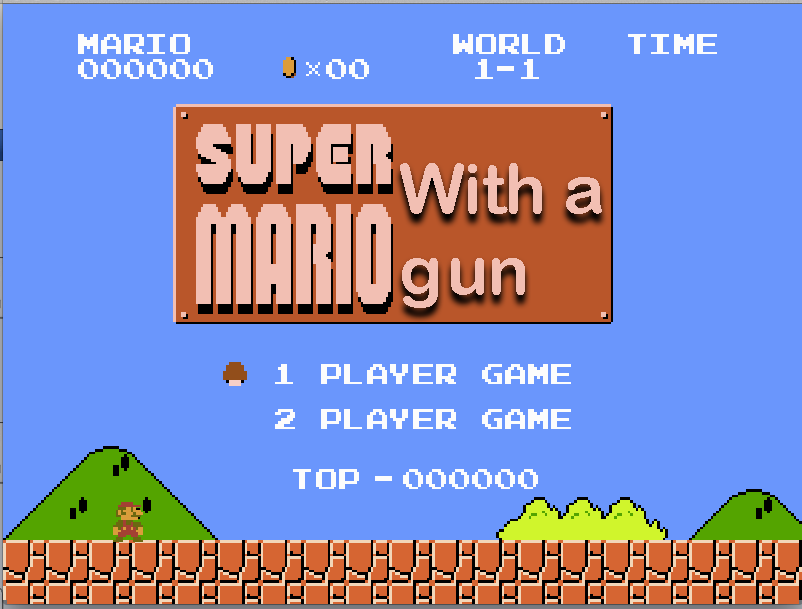 MARIO WORLD TIME
000000 ×00 1-1
SUPER
MARIO
With a
gun
1 PLAYER GAME
2 PLAYER GAME
TOP - 000000